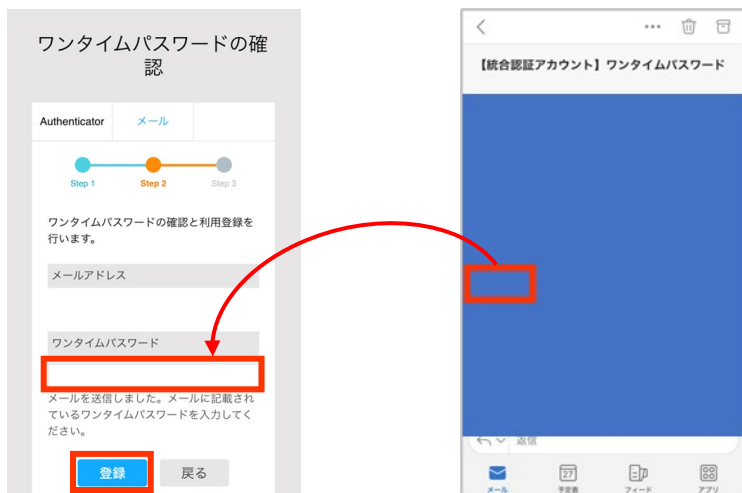 ワンタイムパスワードの確
認
Authenticator
メール
Step 1
Step 2
Step 3
ワンタイムパスワードの確認と利用登録を
行います。
メールアドレス
ワンタイムパスワード
メールを送信しました。メールに記載され
ているワンタイムパスワードを入力してく
ださい。
登録
戻る
【統合認証アカウント】ワンタイムパスワード
返信
メール
27
予定表
フィード
アプリ